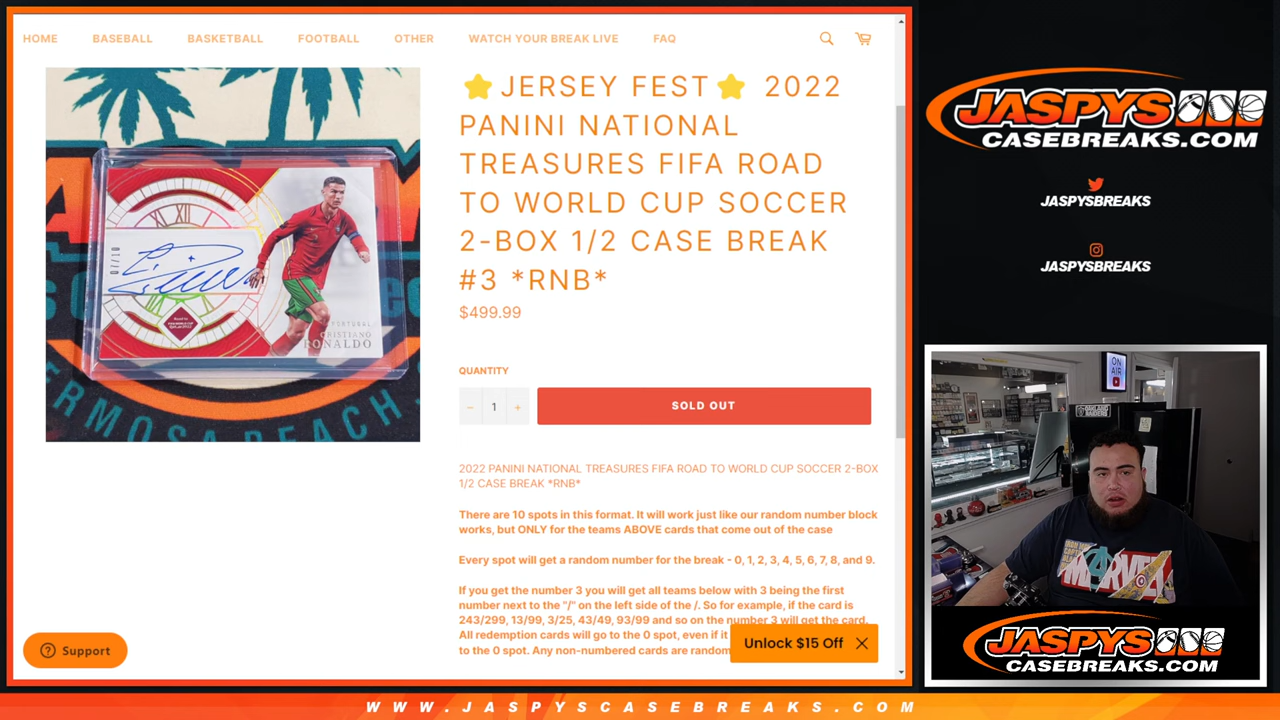 HOME BASEBALL BASKETBALL FOOTBALL OTHER WATCH YOUR BREAK LIVE FAQ
⭐JERSEY FEST⭐ 2022
PANINI NATIONAL
TREASURES FIFA ROAD
TO WORLD CUP SOCCER
2-BOX 1/2 CASE BREAK
#3 *RNB*
$499.99
QUANTITY
− 1 +
SOLD OUT
2022 PANINI NATIONAL TREASURES FIFA ROAD TO WORLD CUP SOCCER 2-BOX
1/2 CASE BREAK *RNB*
There are 10 spots in this format. It will work just like our random number block
works, but ONLY for the teams ABOVE cards that come out of the case
Every spot will get a random number for the break - 0, 1, 2, 3, 4, 5, 6, 7, 8, and 9.
If you get the number 3 you will get all teams below with 3 being the first
number next to the "/" on the left side of the /. So for example, if the card is
243/299, 13/99, 3/25, 43/49, 93/99 and so on the number 3 will get the card.
All redemption cards will go to the 0 spot, even if it
to the 0 spot. Any non-numbered cards are random
Unlock $15 Off
Support
XI XII
07/10
PORTUGAL
CRISTIANO
RONALDO
ERMOSA BEACH
JASPYS
CASEBREAKS.COM
JASPYSBREAKS
JASPYSBREAKS
ON
AIR
OAKLAND
RAIDERS
MARVEL
JASPYS
CASEBREAKS.COM
WWW.JASPYSCASEBREAKS.COM